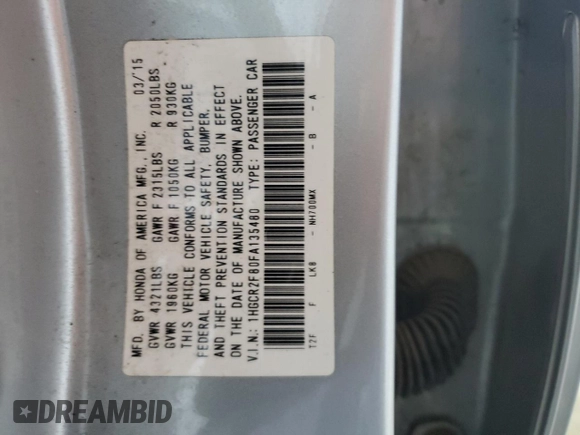 MFD. BY HONDA OF AMERICA MFG., INC. 03/15
GVWR 4321LBS GAWR F 2315LBS R 2050LBS
GVWR 1960KG GAWR F 1050KG R 930KG
THIS VEHICLE CONFORMS TO ALL APPLICABLE
FEDERAL MOTOR VEHICLE SAFETY, BUMPER,
AND THEFT PREVENTION STANDARDS IN EFFECT
ON THE DATE OF MANUFACTURE SHOWN ABOVE.
V.I.N.: 1HGCR2F80FA135480 TYPE: PASSENGER CAR
T2F F LKB - NH700MX - B - A
DREAMBID